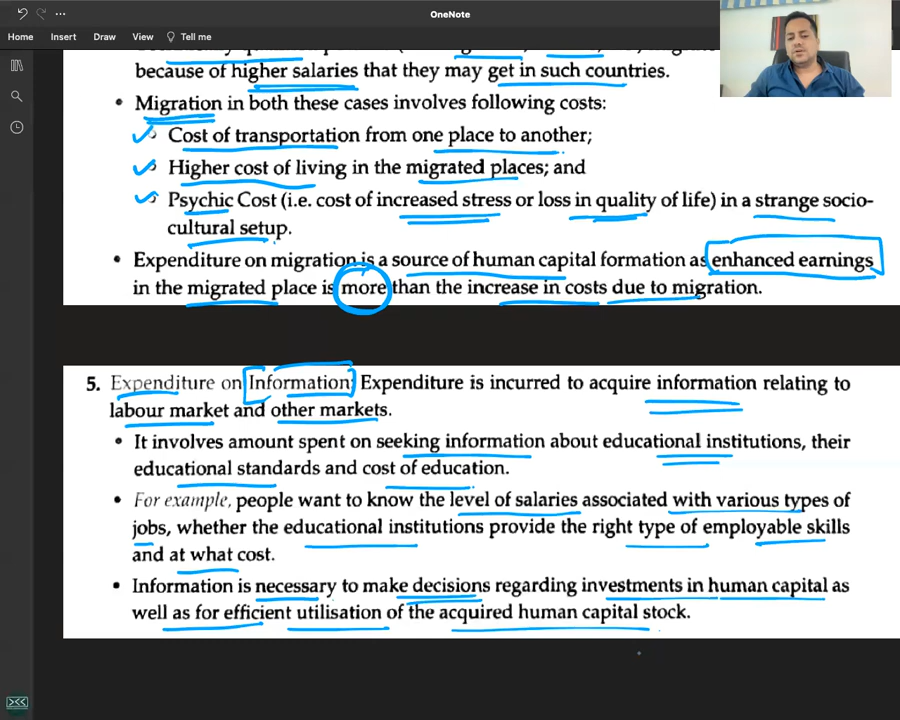 OneNote
Home Insert Draw View Tell me
because of higher salaries that they may get in such countries.
• Migration in both these cases involves following costs:
Cost of transportation from one place to another;
Higher cost of living in the migrated places; and
Psychic Cost (i.e. cost of increased stress or loss in quality of life) in a strange socio-
cultural setup.
• Expenditure on migration is a source of human capital formation as enhanced earnings
in the migrated place is more than the increase in costs due to migration.
5. Expenditure on Information: Expenditure is incurred to acquire information relating to
labour market and other markets.
• It involves amount spent on seeking information about educational institutions, their
educational standards and cost of education.
• For example, people want to know the level of salaries associated with various types of
jobs, whether the educational institutions provide the right type of employable skills
and at what cost.
• Information is necessary to make decisions regarding investments in human capital as
well as for efficient utilisation of the acquired human capital stock.